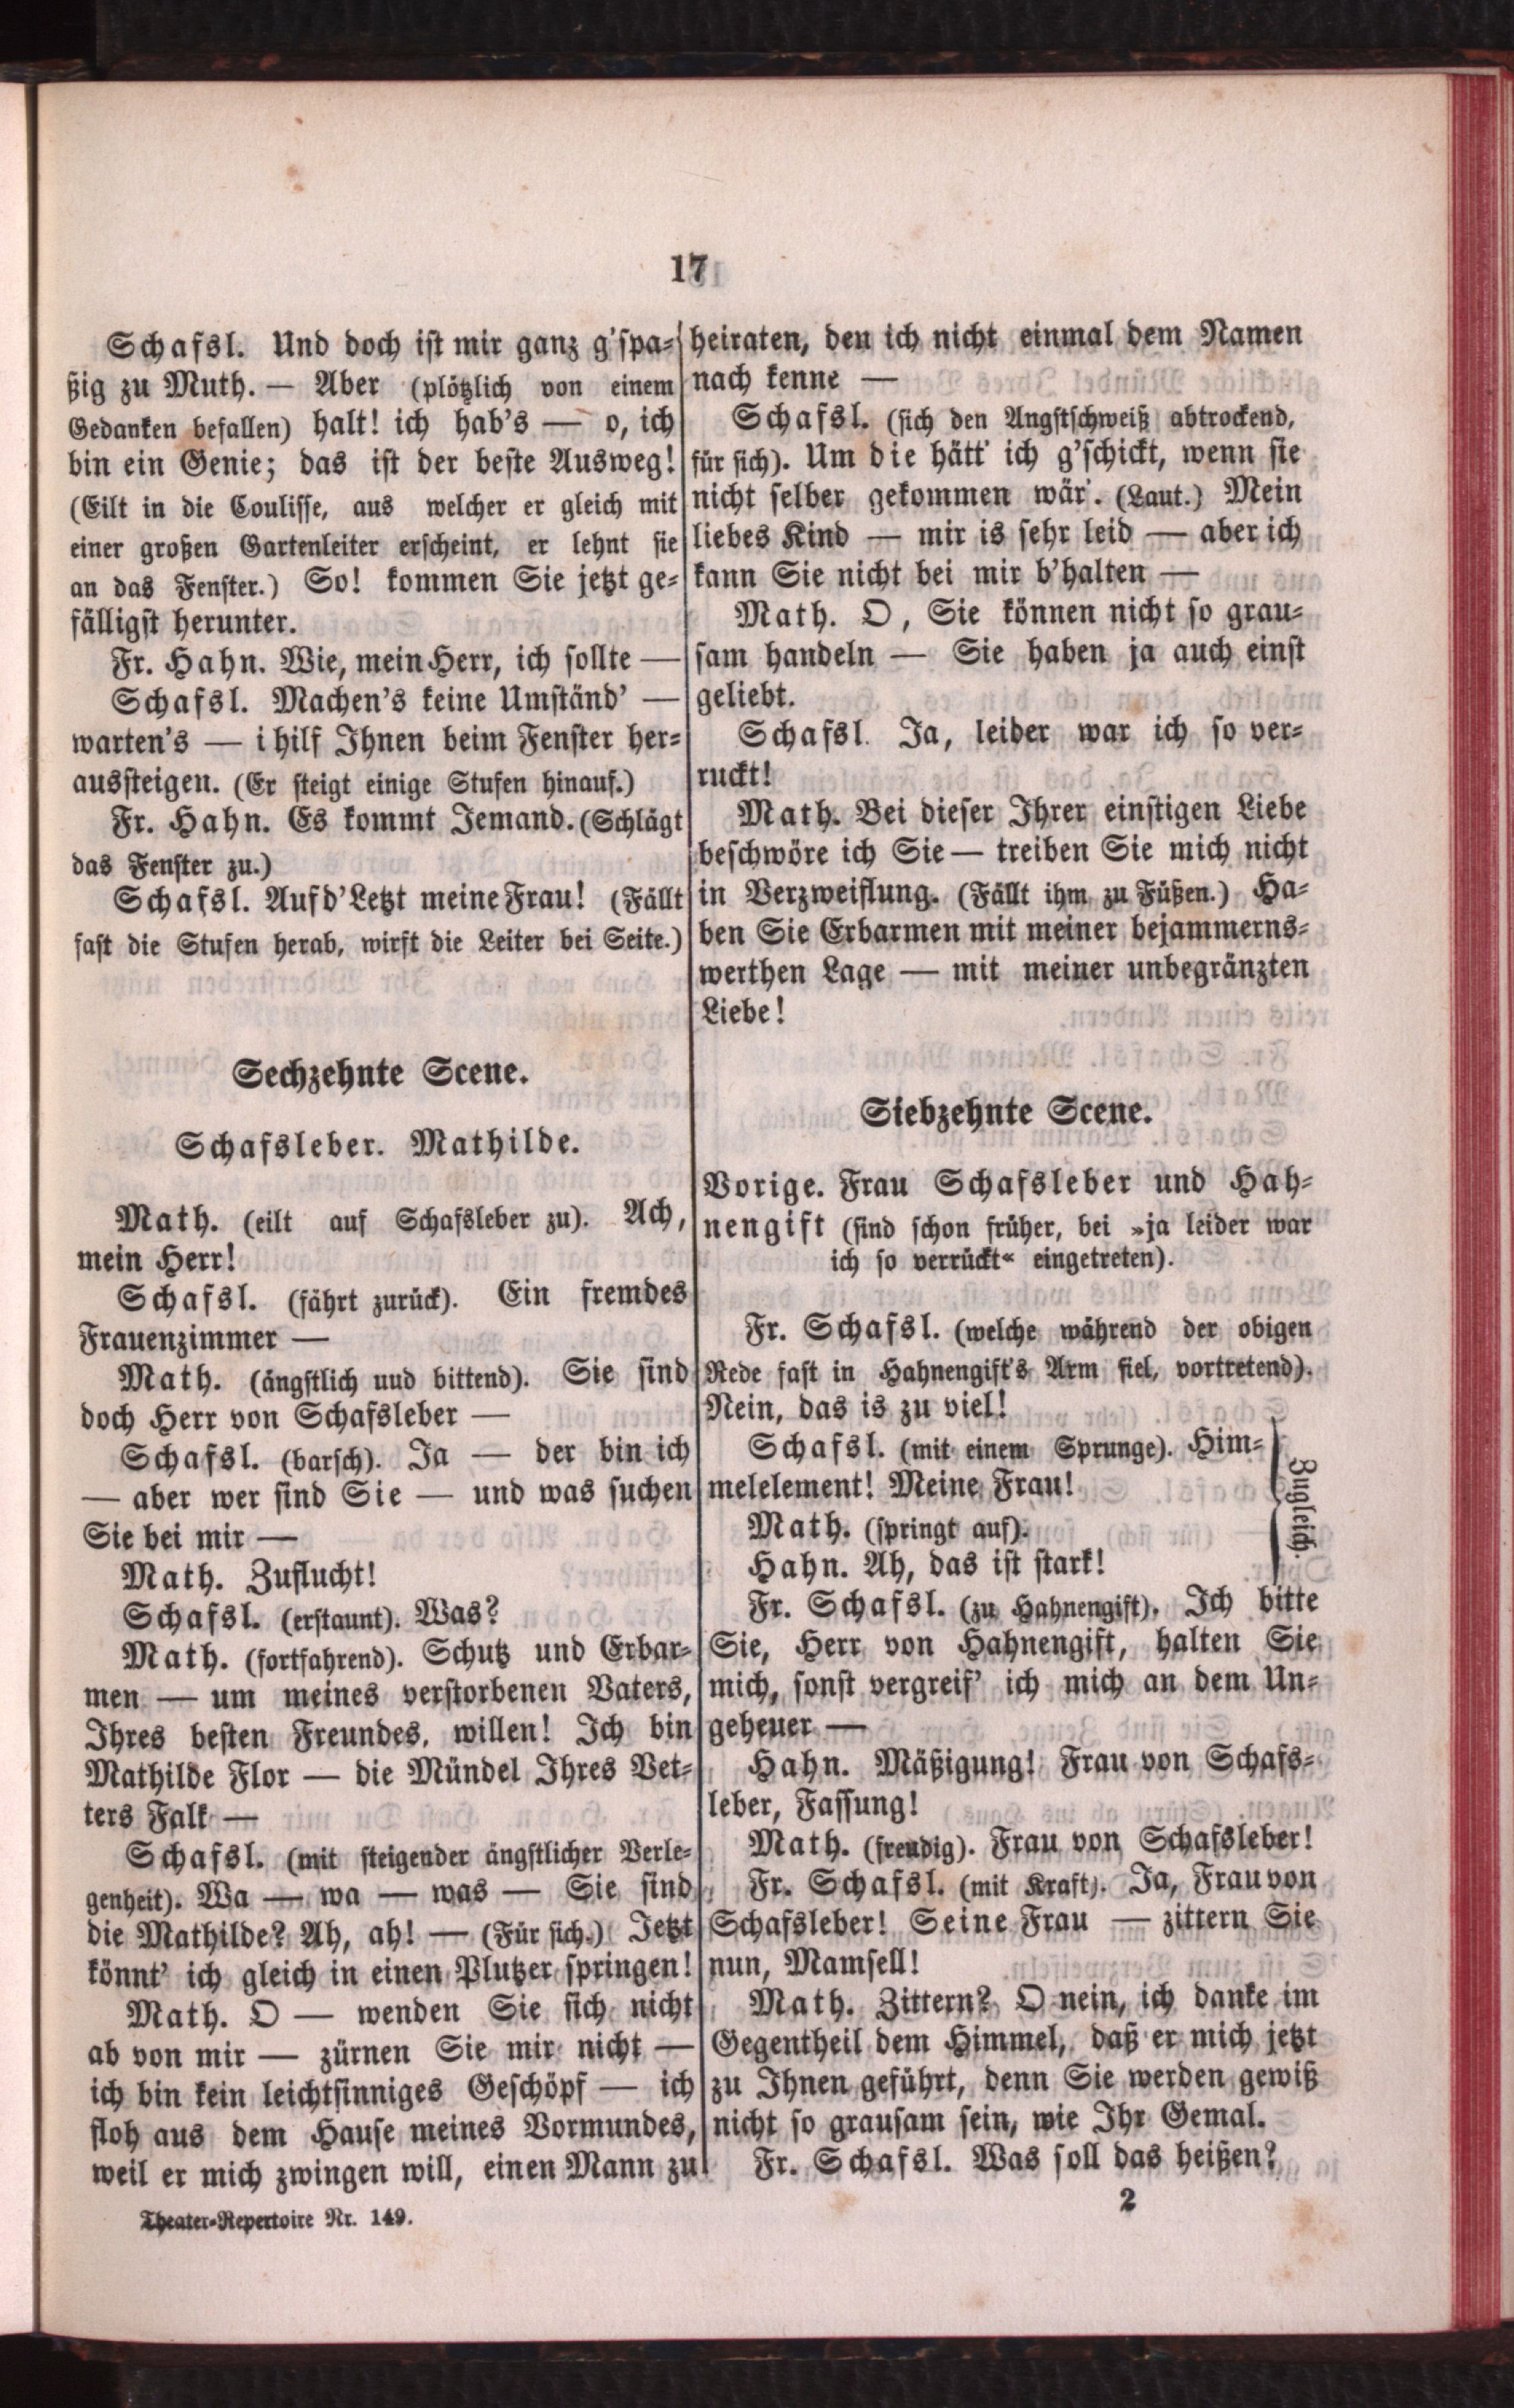 17
Schafsl. Und doch ist mir ganz g'spa-
ßig zu Muth. — Aber (plötzlich von einem
Gedanken befallen) halt! ich hab's — o, ich
bin ein Genie; das ist der beste Ausweg!
(Eilt in die Coulisse, aus welcher er gleich mit
einer großen Gartenleiter erscheint, er lehnt sie
an das Fenster.) So! kommen Sie jetzt ge-
fälligst herunter.
Fr. Hahn. Wie, mein Herr, ich sollte —
Schafsl. Machen's keine Umständ' —
warten's — i hilf Ihnen beim Fenster her-
aussteigen. (Er steigt einige Stufen hinauf.)
Fr. Hahn. Es kommt Jemand. (Schlägt
das Fenster zu.)
Schafsl. Auf d'Letzt meine Frau! (Fällt
fast die Stufen herab, wirft die Leiter bei Seite.)
Sechzehnte Scene.
Schafsleber. Mathilde.
Math. (eilt auf Schafsleber zu). Ach,
mein Herr!
Schafsl. (fährt zurück). Ein fremdes
Frauenzimmer —
Math. (ängstlich uud bittend). Sie sind
doch Herr von Schafsleber —
Schafsl. (barsch). Ja — der bin ich
— aber wer sind Sie — und was suchen
Sie bei mir —
Math. Zuflucht!
Schafsl. (erstaunt). Was?
Math. (fortfahrend). Schutz und Erbar-
men — um meines verstorbenen Vaters,
Ihres besten Freundes, willen! Ich bin
Mathilde Flor — die Mündel Ihres Vet-
ters Falk —
Schafsl. (mit steigender ängstlicher Verle-
genheit). Wa — wa — was — Sie sind
die Mathilde? Ah, ah! — (Für sich.) Jetzt
könnt' ich gleich in einen Plutzer springen!
Math. O — wenden Sie sich nicht
ab von mir — zürnen Sie mir nicht —
ich bin kein leichtsinniges Geschöpf — ich
floh aus dem Hause meines Vormundes,
weil er mich zwingen will, einen Mann zu
Theater-Repertoire Nr. 149.
heiraten, den ich nicht einmal dem Namen
nach kenne —
Schafsl. (sich den Angstschweiß abtrockend,
für sich). Um die hätt' ich g'schickt, wenn sie
nicht selber gekommen wär'. (Laut.) Mein
liebes Kind — mir is sehr leid — aber ich
kann Sie nicht bei mir b'halten —
Math. O, Sie können nicht so grau-
sam handeln — Sie haben ja auch einst
geliebt.
Schafsl. Ja, leider war ich so ver-
ruckt!
Math. Bei dieser Ihrer einstigen Liebe
beschwöre ich Sie — treiben Sie mich nicht
in Verzweiflung. (Fällt ihm zu Füßen.) Ha-
ben Sie Erbarmen mit meiner bejammerns-
werthen Lage — mit meiner unbegränzten
Liebe!
Siebzehnte Scene.
Vorige. Frau Schafsleber und Hah-
nengift (sind schon früher, bei »ja leider war
ich so verrückt« eingetreten).
Fr. Schafsl. (welche während der obigen
Rede fast in Hahnengift's Arm fiel, vortretend).
Nein, das is zu viel!
Schafsl. (mit einem Sprunge). Him-
melelement! Meine Frau!
Math. (springt auf).
Hahn. Ah, das ist stark!
Zugleich.
Fr. Schafsl. (zu Hahnengift). Ich bitte
Sie, Herr von Hahnengift, halten Sie
mich, sonst vergreif' ich mich an dem Un-
geheuer —
Hahn. Mäßigung! Frau von Schafs-
leber, Fassung!
Math. (freudig). Frau von Schafsleber!
Fr. Schafsl. (mit Kraft). Ja, Frau von
Schafsleber! Seine Frau — zittern Sie
nun, Mamsell!
Math. Zittern? O nein, ich danke im
Gegentheil dem Himmel, daß er mich jetzt
zu Ihnen geführt, denn Sie werden gewiß
nicht so grausam sein, wie Ihr Gemal.
Fr. Schafsl. Was soll das heißen?
2